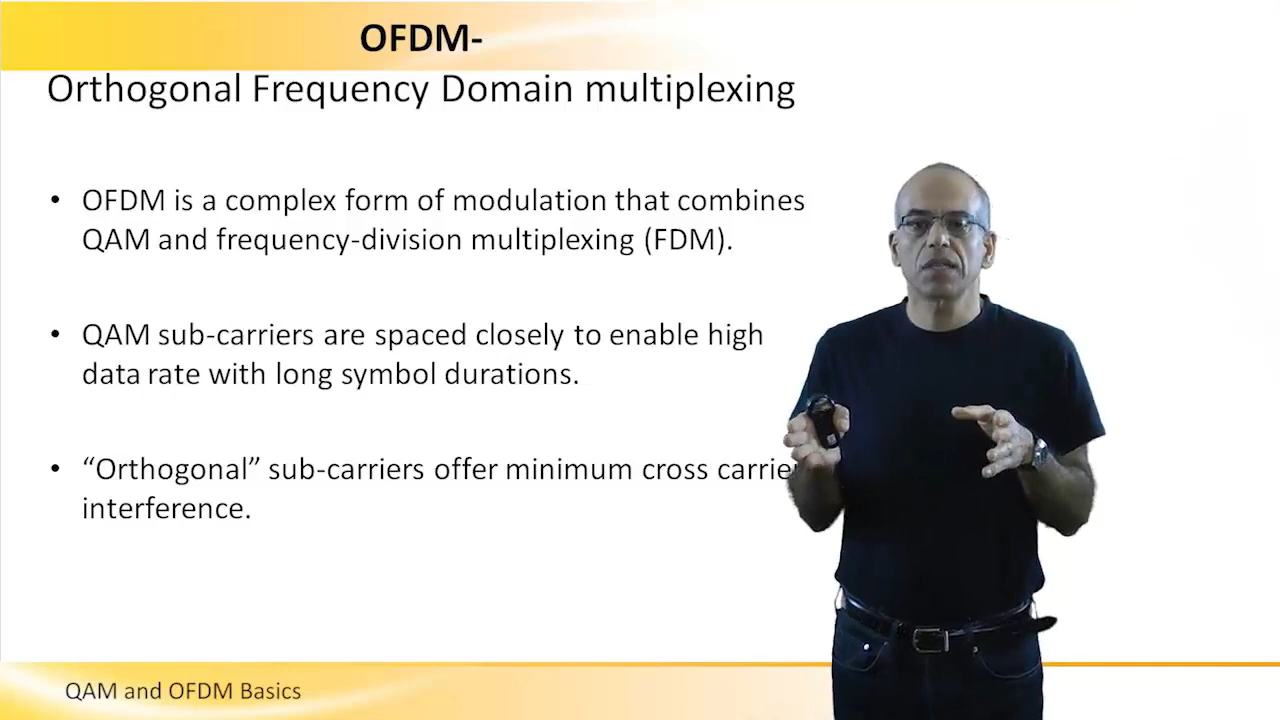 OFDM-
Orthogonal Frequency Domain multiplexing
• OFDM is a complex form of modulation that combines
QAM and frequency-division multiplexing (FDM).
• QAM sub-carriers are spaced closely to enable high
data rate with long symbol durations.
• “Orthogonal” sub-carriers offer minimum cross carrier
interference.
QAM and OFDM Basics